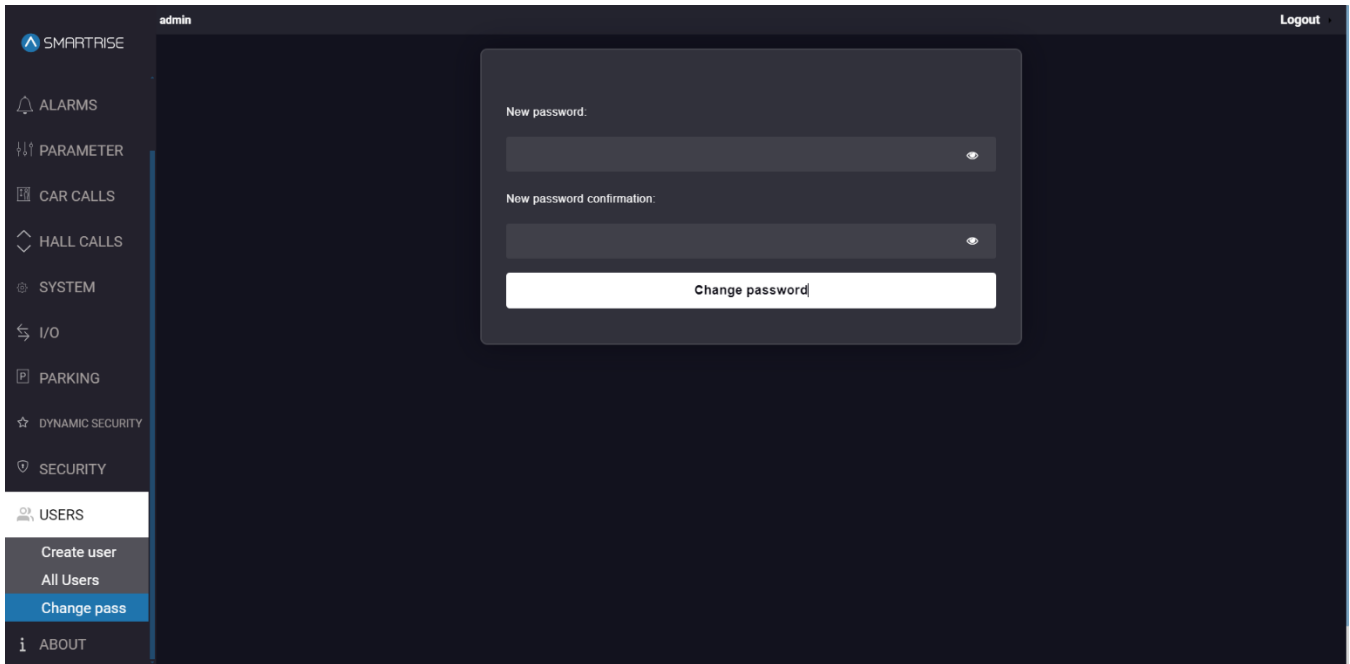 admin
Logout
SMARTRISE
ALARMS
PARAMETER
CAR CALLS
HALL CALLS
SYSTEM
I/O
PARKING
DYNAMIC SECURITY
SECURITY
USERS
Create user
All Users
Change pass
ABOUT
New password:
New password confirmation:
Change password